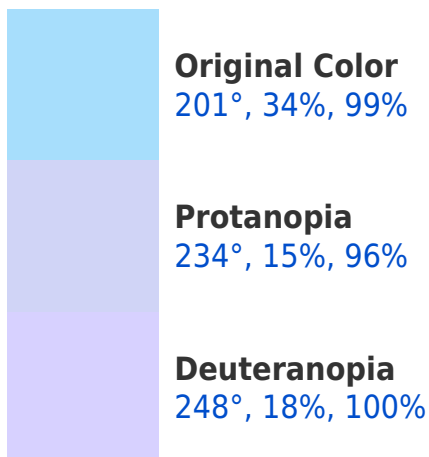 Original Color
201°, 34%, 99%
Protanopia
234°, 15%, 96%
Deuteranopia
248°, 18%, 100%